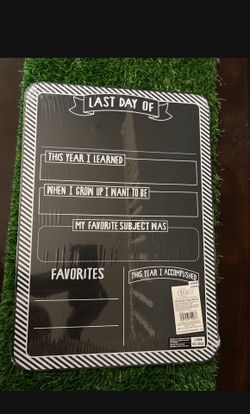 LAST DAY OF
THIS YEAR I LEARNED
WHEN I GROW UP I WANT TO BE
MY FAVORITE SUBJECT WAS
FAVORITES
THIS YEAR I ACCOMPLISHED